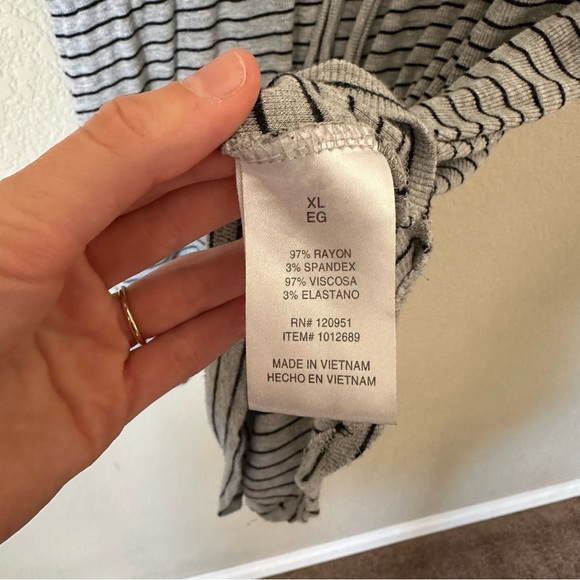 XL
EG
97% RAYON
3% SPANDEX
97% VISCOSA
3% ELASTANO
RN# 120951
ITEM# 1012689
MADE IN VIETNAM
HECHO EN VIETNAM